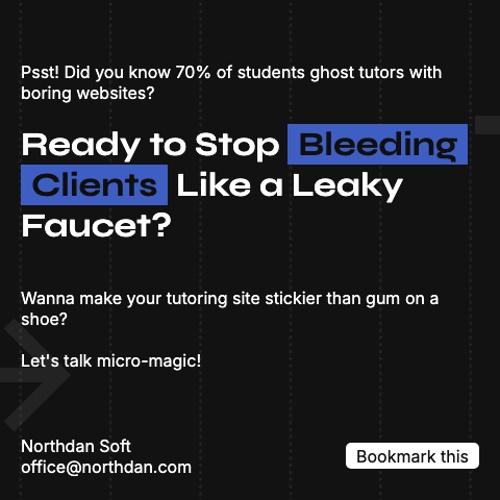 Psst! Did you know 70% of students ghost tutors with
boring websites?
Ready to Stop Bleeding
Clients Like a Leaky
Faucet?
Wanna make your tutoring site stickier than gum on a
shoe?
Let's talk micro-magic!
Northdan Soft
office@northdan.com
Bookmark this